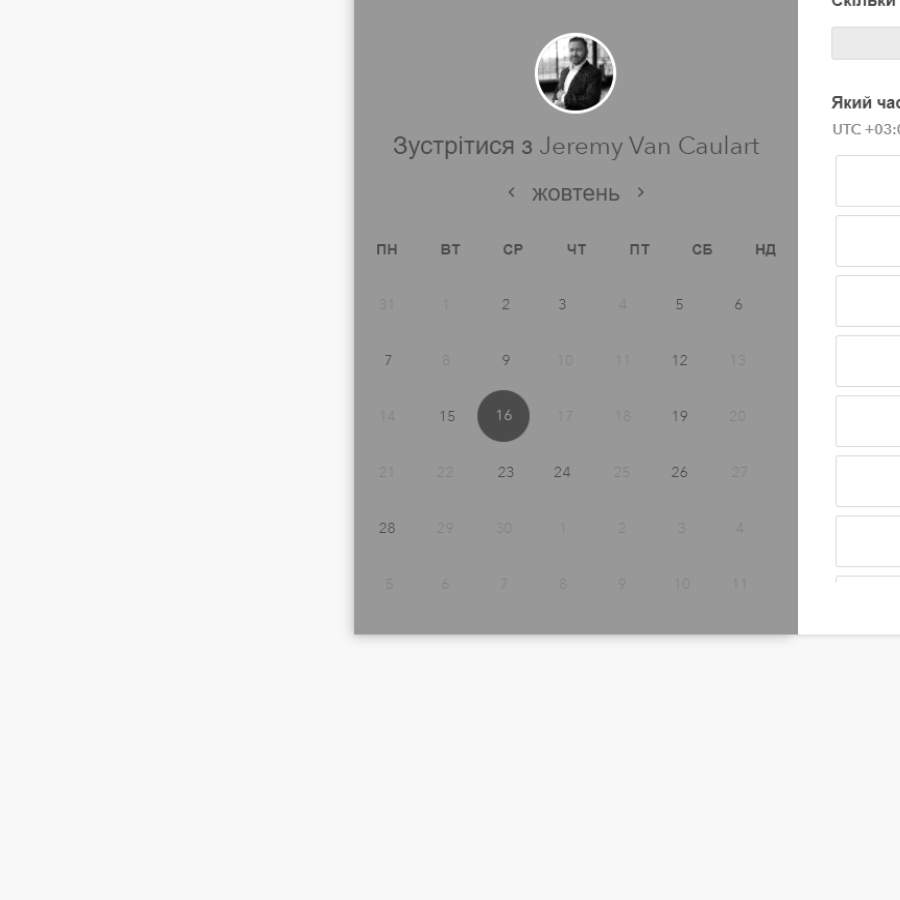 Зустрітися з Jeremy Van Caulart
жовтень
ПН ВТ СР ЧТ ПТ СБ НД
31 1 2 3 4 5 6
7 8 9 10 11 12 13
14 15 16 17 18 19 20
21 22 23 24 25 26 27
28 29 30 1 2 3 4
5 6 7 8 9 10 11
Скільки
Який час
UTC +03:0